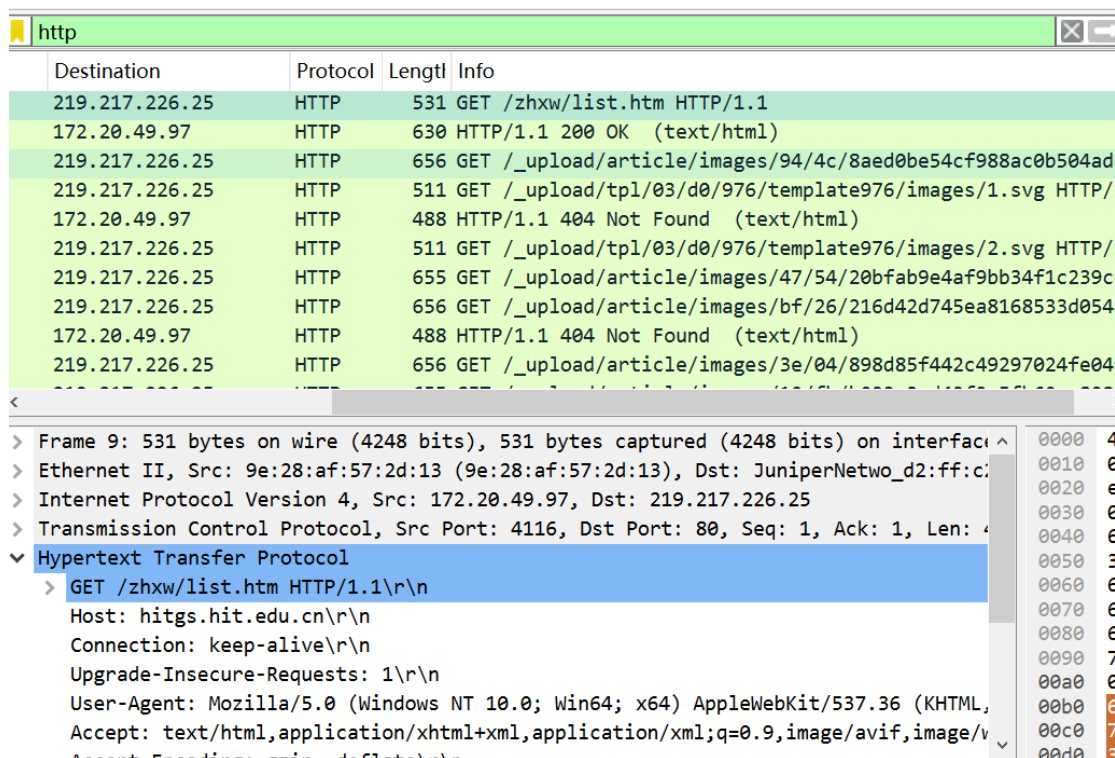 http
Destination Protocol Lengtl Info
219.217.226.25 HTTP 531 GET /zhxw/list.htm HTTP/1.1
172.20.49.97 HTTP 630 HTTP/1.1 200 OK (text/html)
219.217.226.25 HTTP 656 GET /_upload/article/images/94/4c/8aed0be54cf988ac0b504ad
219.217.226.25 HTTP 511 GET /_upload/tpl/03/d0/976/template976/images/1.svg HTTP/
172.20.49.97 HTTP 488 HTTP/1.1 404 Not Found (text/html)
219.217.226.25 HTTP 511 GET /_upload/tpl/03/d0/976/template976/images/2.svg HTTP/
219.217.226.25 HTTP 655 GET /_upload/article/images/47/54/20bfab9e4af9bb34f1c239c
219.217.226.25 HTTP 656 GET /_upload/article/images/bf/26/216d42d745ea8168533d054
172.20.49.97 HTTP 488 HTTP/1.1 404 Not Found (text/html)
219.217.226.25 HTTP 656 GET /_upload/article/images/3e/04/898d85f442c49297024fe04
Frame 9: 531 bytes on wire (4248 bits), 531 bytes captured (4248 bits) on interface
Ethernet II, Src: 9e:28:af:57:2d:13 (9e:28:af:57:2d:13), Dst: JuniperNetwo_d2:ff:c2
Internet Protocol Version 4, Src: 172.20.49.97, Dst: 219.217.226.25
Transmission Control Protocol, Src Port: 4116, Dst Port: 80, Seq: 1, Ack: 1, Len:
Hypertext Transfer Protocol
GET /zhxw/list.htm HTTP/1.1\r\n
Host: hitgs.hit.edu.cn\r\n
Connection: keep-alive\r\n
Upgrade-Insecure-Requests: 1\r\n
User-Agent: Mozilla/5.0 (Windows NT 10.0; Win64; x64) AppleWebKit/537.36 (KHTML,
Accept: text/html,application/xhtml+xml,application/xml;q=0.9,image/avif,image/w
Accept-Encoding: gzip, deflate\r\n
0000 4
0010
0020 e
0030
0040 6
0050 3
0060 6
0070 6
0080 6
0090 7
00a0
00b0 6
00c0 7
00d0